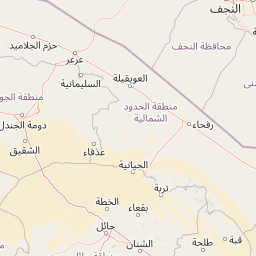 النجف
حزم الجلاميد
محافظة النجف
عرعر
السليمانية
العويقيلة
منطقة الحدود
الشمالية
رفحاء
دومة الجندل
الشقيق
عذفاء
الحيانية
تربة
الخطة
بقعاء
حائل
الشنان
طلحة
قبة